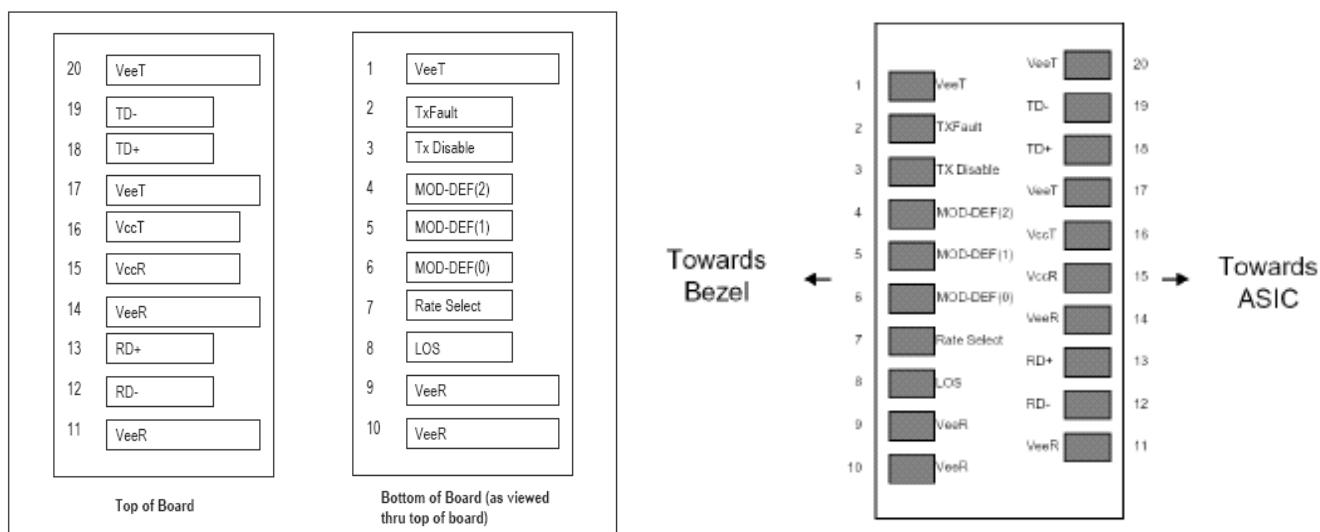 20 VeeT
19 TD-
18 TD+
17 VeeT
16 VccT
15 VccR
14 VeeR
13 RD+
12 RD-
11 VeeR
Top of Board
1 VeeT
2 TxFault
3 Tx Disable
4 MOD-DEF(2)
5 MOD-DEF(1)
6 MOD-DEF(0)
7 Rate Select
8 LOS
9 VeeR
10 VeeR
Bottom of Board (as viewed
thru top of board)
Towards
Bezel
1 VeeT
2 TXFault
3 TX Disable
4 MOD-DEF(2)
5 MOD-DEF(1)
6 MOD-DEF(0)
7 Rate Select
8 LOS
9 VeeR
10 VeeR
VeeT 20
TD- 19
TD+ 18
VeeT 17
VccT 16
VccR 15
VeeR 14
RD+ 13
RD- 12
VeeR 11
Towards
ASIC